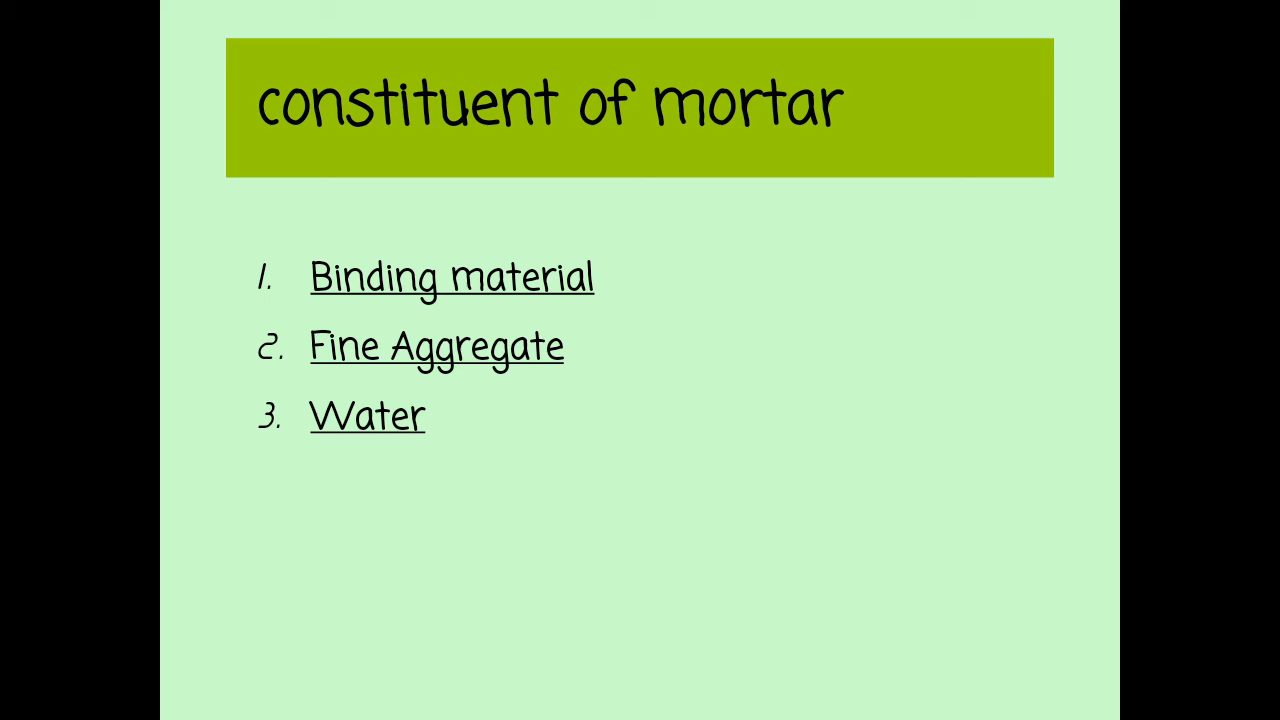 constituent of mortar
1. Binding material
2. Fine Aggregate
3. Water